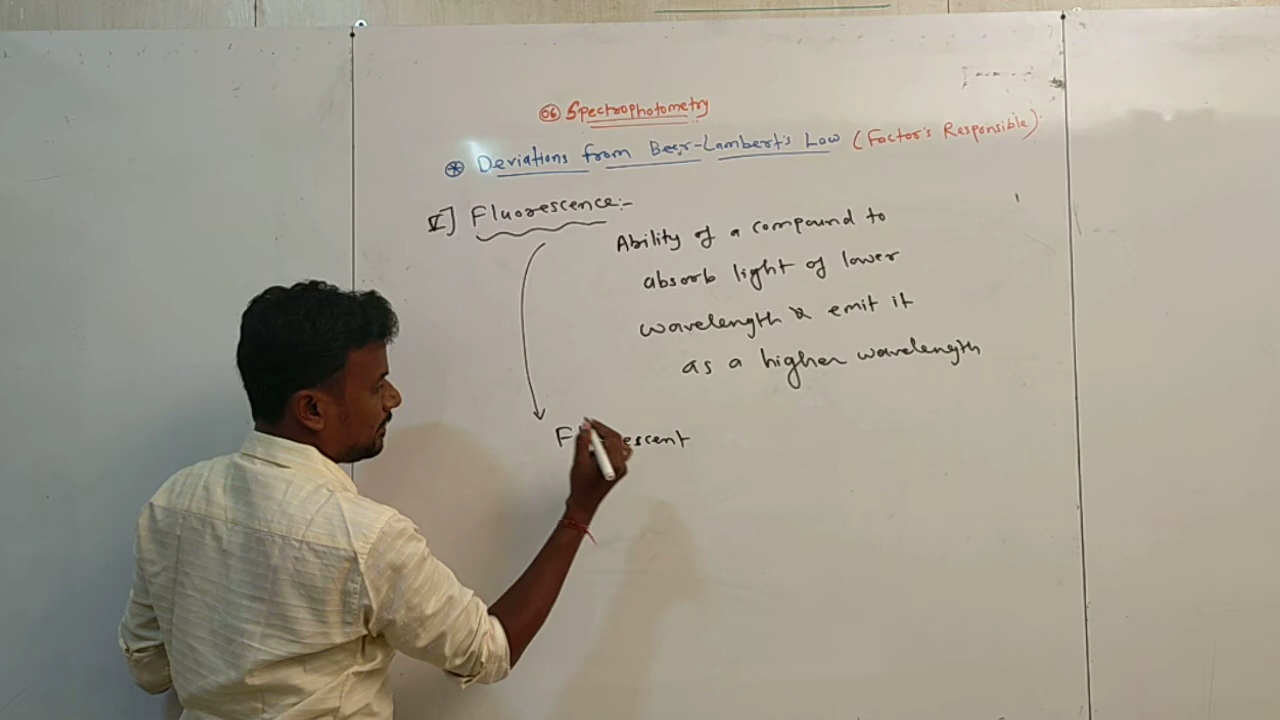 06 Spectrophotometry
* Deviations from Beer-Lambert's Law (Factor's Responsible)
V] Fluorescence:-
Ability of a compound to
absorb light of lower
wavelength & emit it
as a higher wavelength